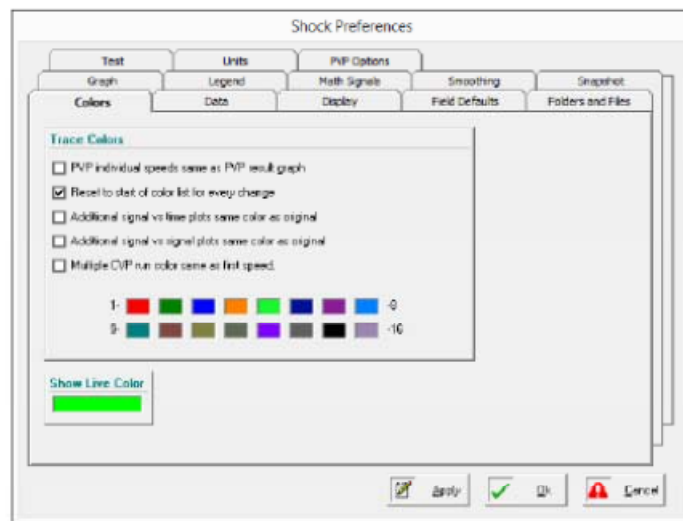 Shock Preferences
Test Units PVP Options
Graph Legend Math Signals Smoothing Snapshot
Colors Data Display Field Defaults Folders and Files
Trace Colors
PVP individual speeds same as PVP result graph
Reset to start of color list for every change
Additional signal vs time plots same color as original
Additional signal vs signal plots same color as original
Multiple CVP run color same as first speed.
1- -8
9- -16
Show Live Color
Apply Ok Cancel